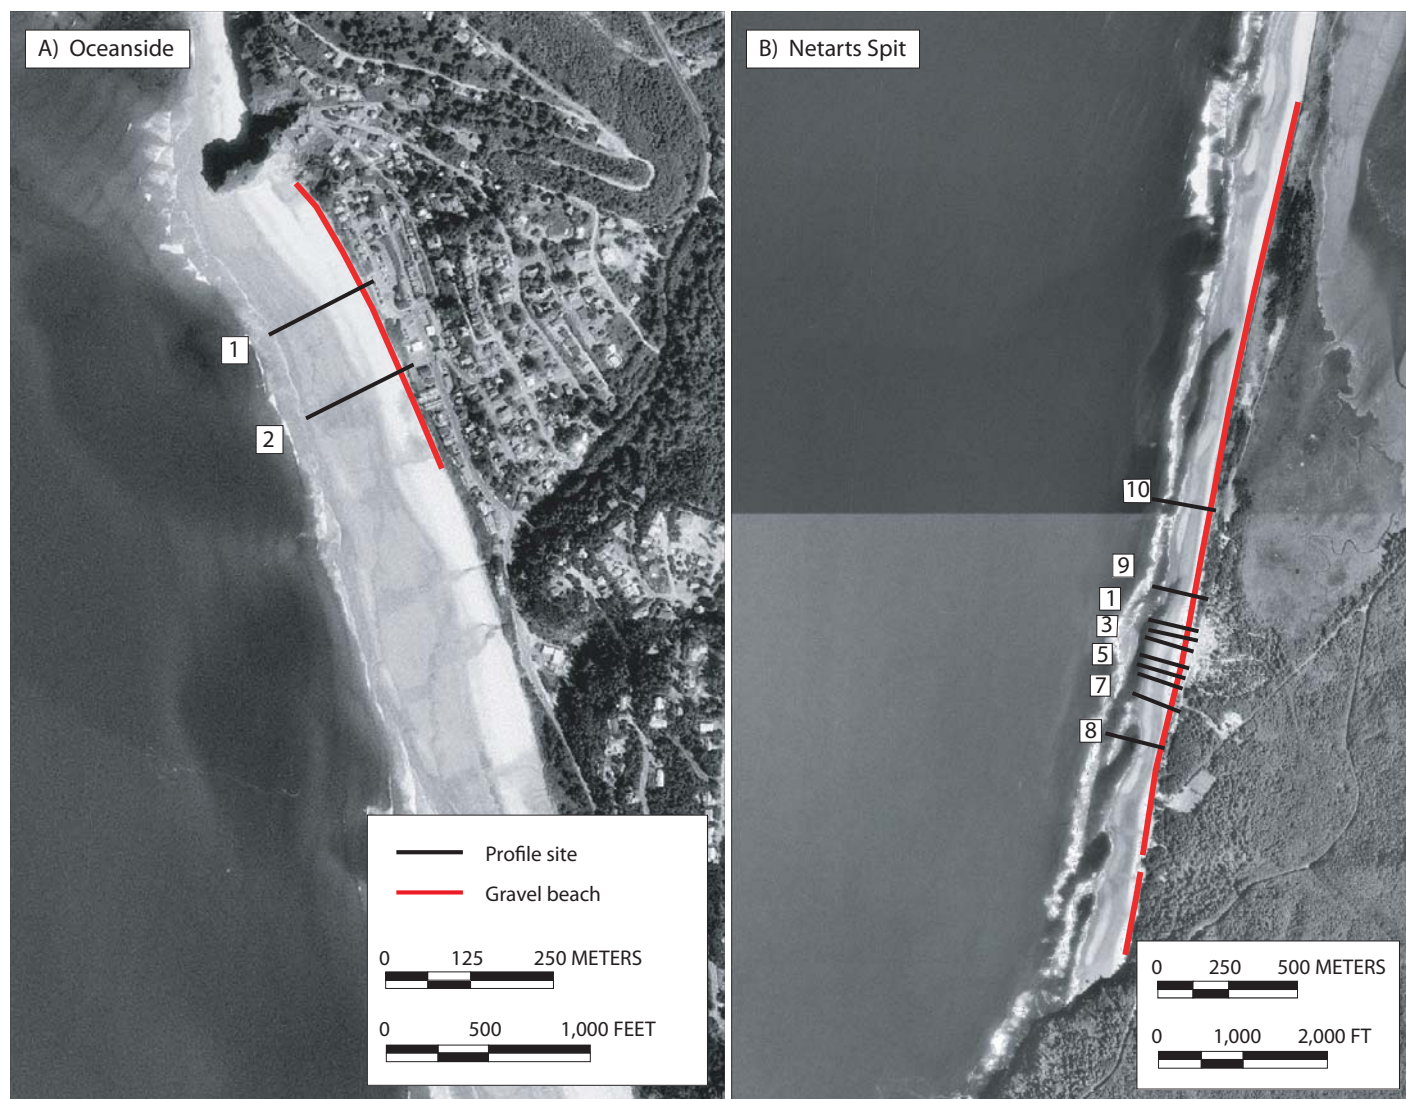 A) Oceanside
1
2
Profile site
Gravel beach
0 125 250 METERS
0 500 1,000 FEET
B) Netarts Spit
10
9
1
3
5
7
8
0 250 500 METERS
0 1,000 2,000 FT